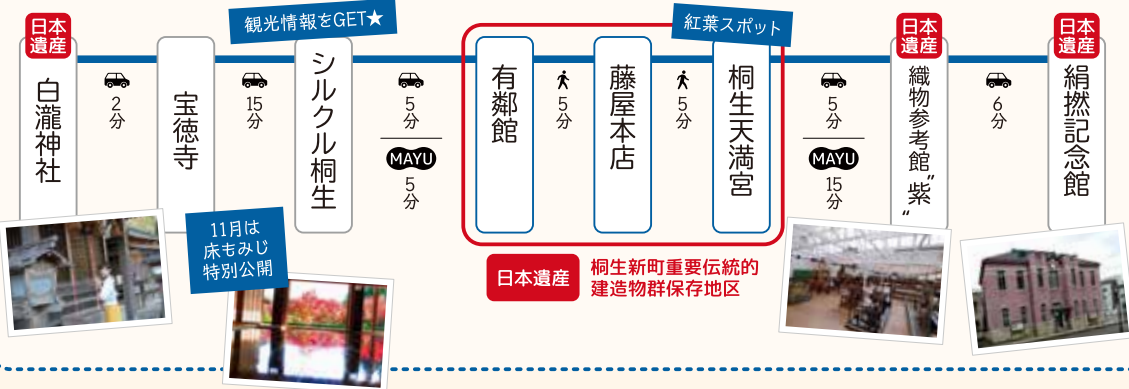 日本
遺産
白瀧神社
2分
宝徳寺
11月は
床もみじ
特別公開
15分
観光情報をGET★
シルクル桐生
5分
MAYU
5分
有鄰館
5分
藤屋本店
5分
紅葉スポット
桐生天満宮
日本遺産
桐生新町重要伝統的
建造物群保存地区
5分
MAYU
15分
日本
遺産
織物参考館“紫“
6分
日本
遺産
絹撚記念館